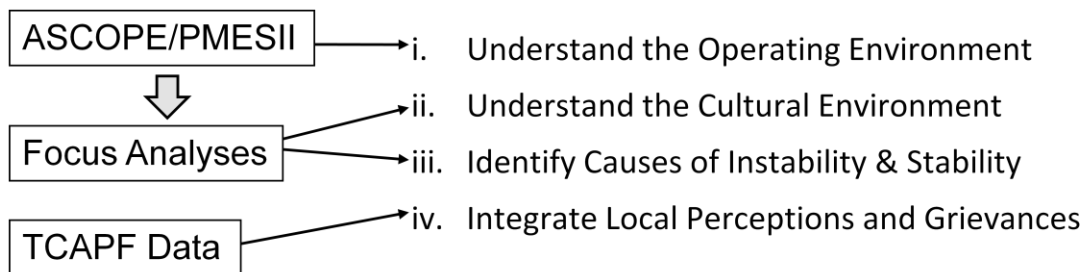 ASCOPE/PMESII
i. Understand the Operating Environment
ii. Understand the Cultural Environment
Focus Analyses
iii. Identify Causes of Instability & Stability
iv. Integrate Local Perceptions and Grievances
TCAPF Data